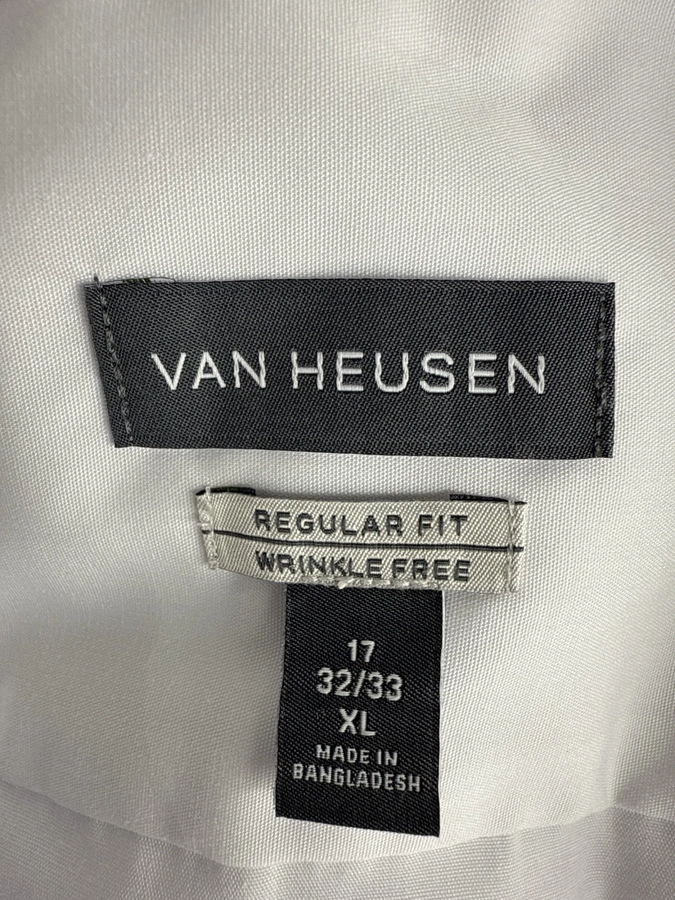 VAN HEUSEN
REGULAR FIT
WRINKLE FREE
17
32/33
XL
MADE IN
BANGLADESH